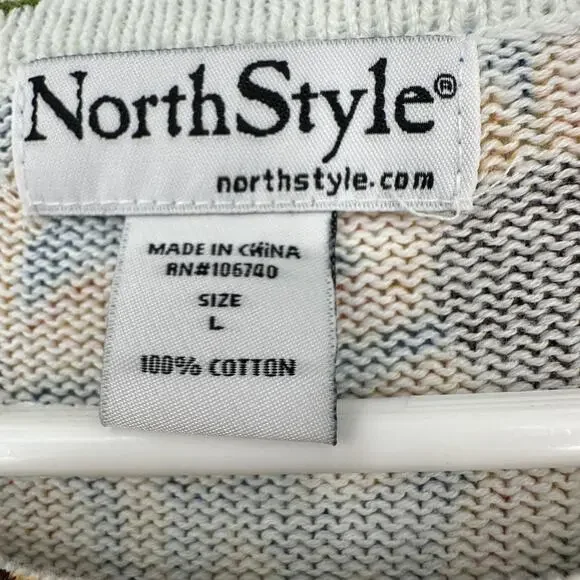 NorthStyle®
northstyle.com
MADE IN CHINA
RN#106740
SIZE
L
100% COTTON